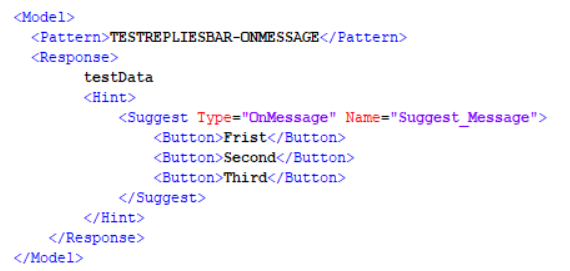 <Model>
<Pattern>TESTREPLIESBAR-ONMESSAGE</Pattern>
<Response>
testData
<Hint>
<Suggest Type="OnMessage" Name="Suggest_Message">
<Button>Frist</Button>
<Button>Second</Button>
<Button>Third</Button>
</Suggest>
</Hint>
</Response>
</Model>